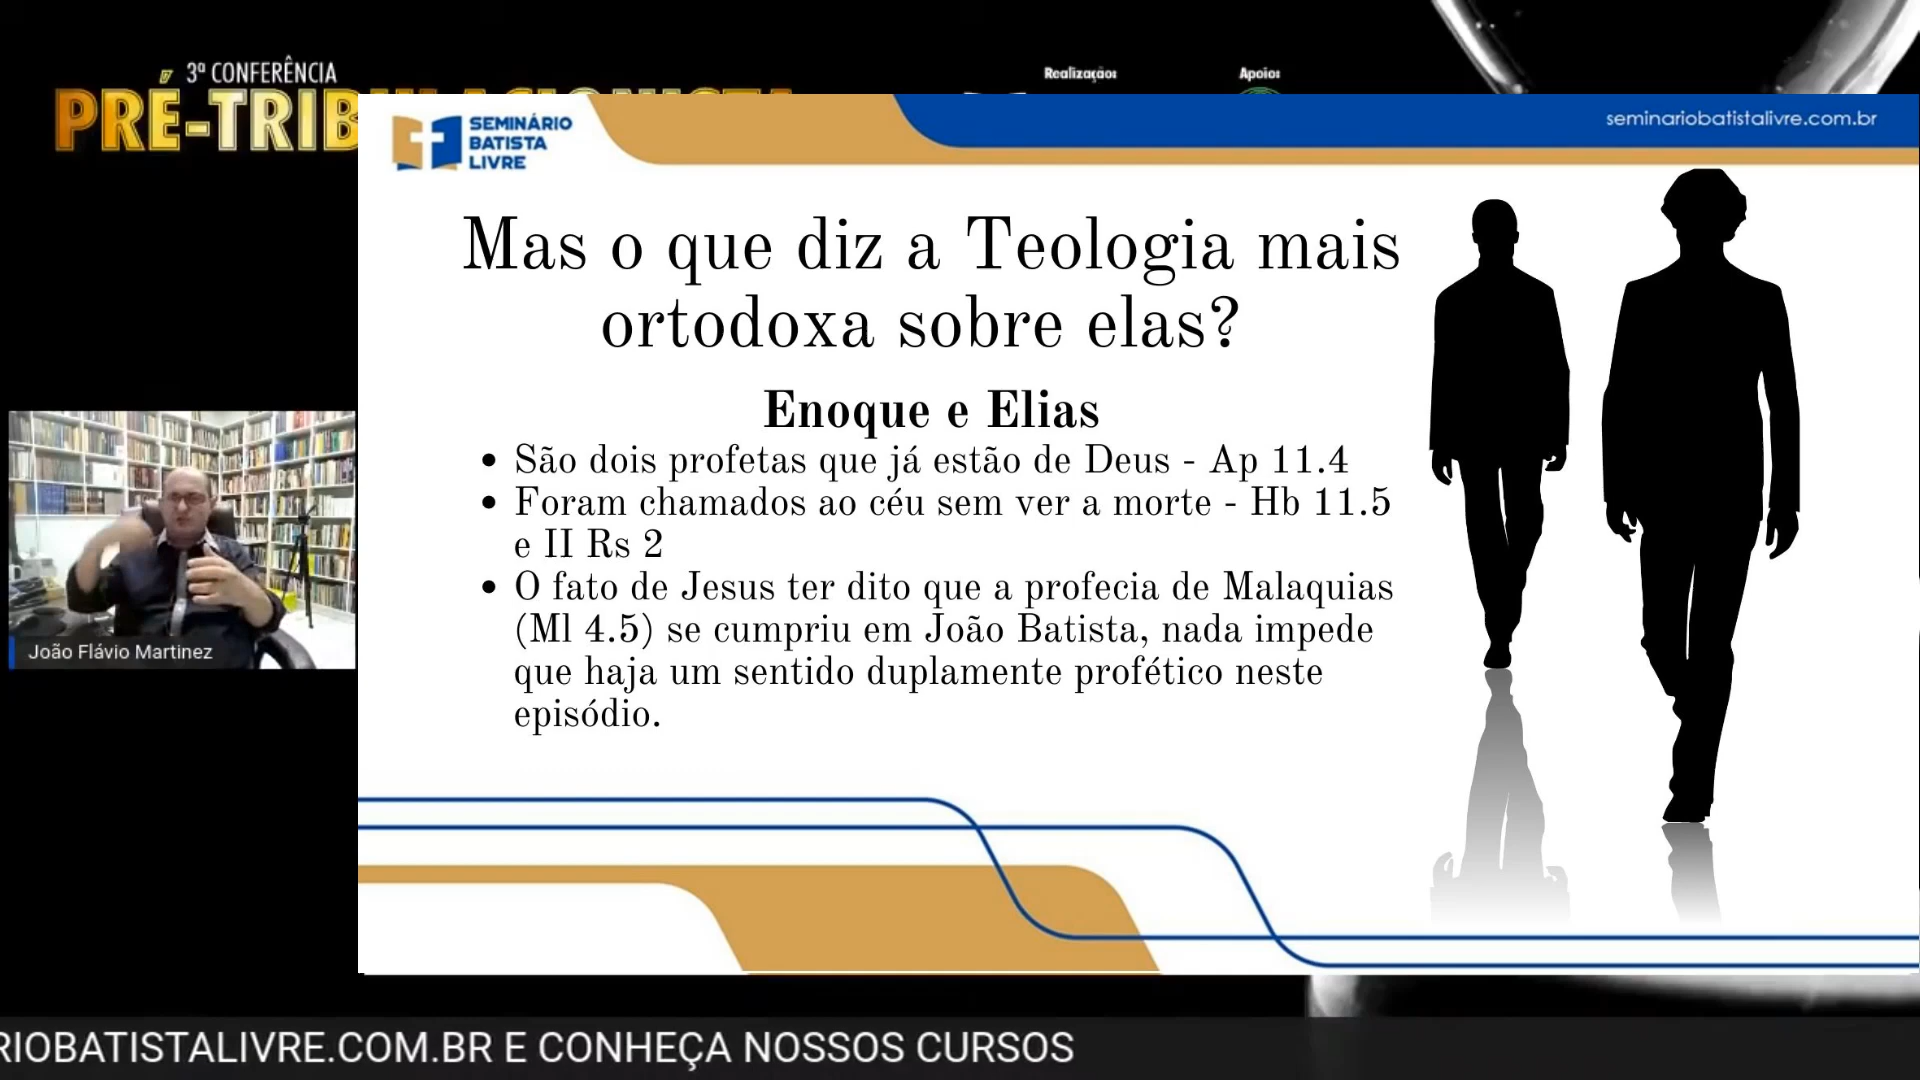 3ª CONFERÊNCIA
Realização:
Apoio:
SEMINÁRIO
BATISTA
LIVRE
seminariobatistalivre.com.br
Mas o que diz a Teologia mais
ortodoxa sobre elas?
Enoque e Elias
• São dois profetas que já estão de Deus - Ap 11.4
• Foram chamados ao céu sem ver a morte - Hb 11.5
e II Rs 2
• O fato de Jesus ter dito que a profecia de Malaquias
(Ml 4.5) se cumpriu em João Batista, nada impede
que haja um sentido duplamente profético neste
episódio.
João Flávio Martinez
RIOBATISTALIVRE.COM.BR E CONHEÇA NOSSOS CURSOS